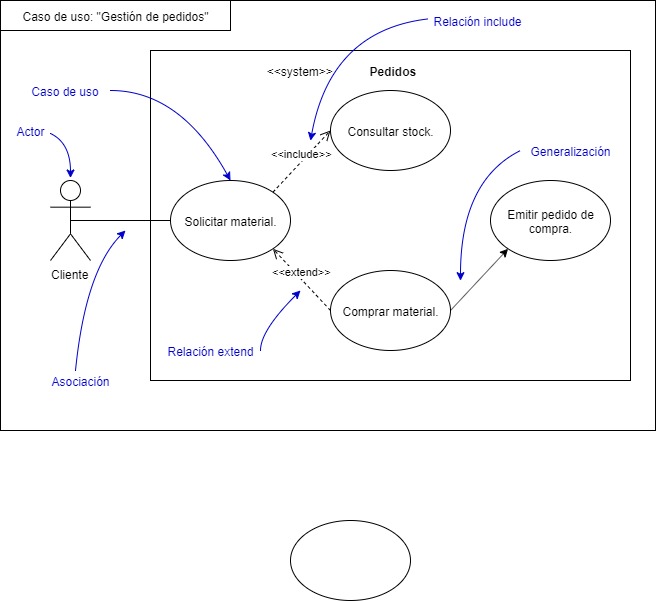 Caso de uso: "Gestión de pedidos"
Relación include
<<system>>
Pedidos
Caso de uso
Actor
Consultar stock.
<<include>>
Generalización
Solicitar material.
Emitir pedido de
compra.
Cliente
<<extend>>
Comprar material.
Relación extend
Asociación